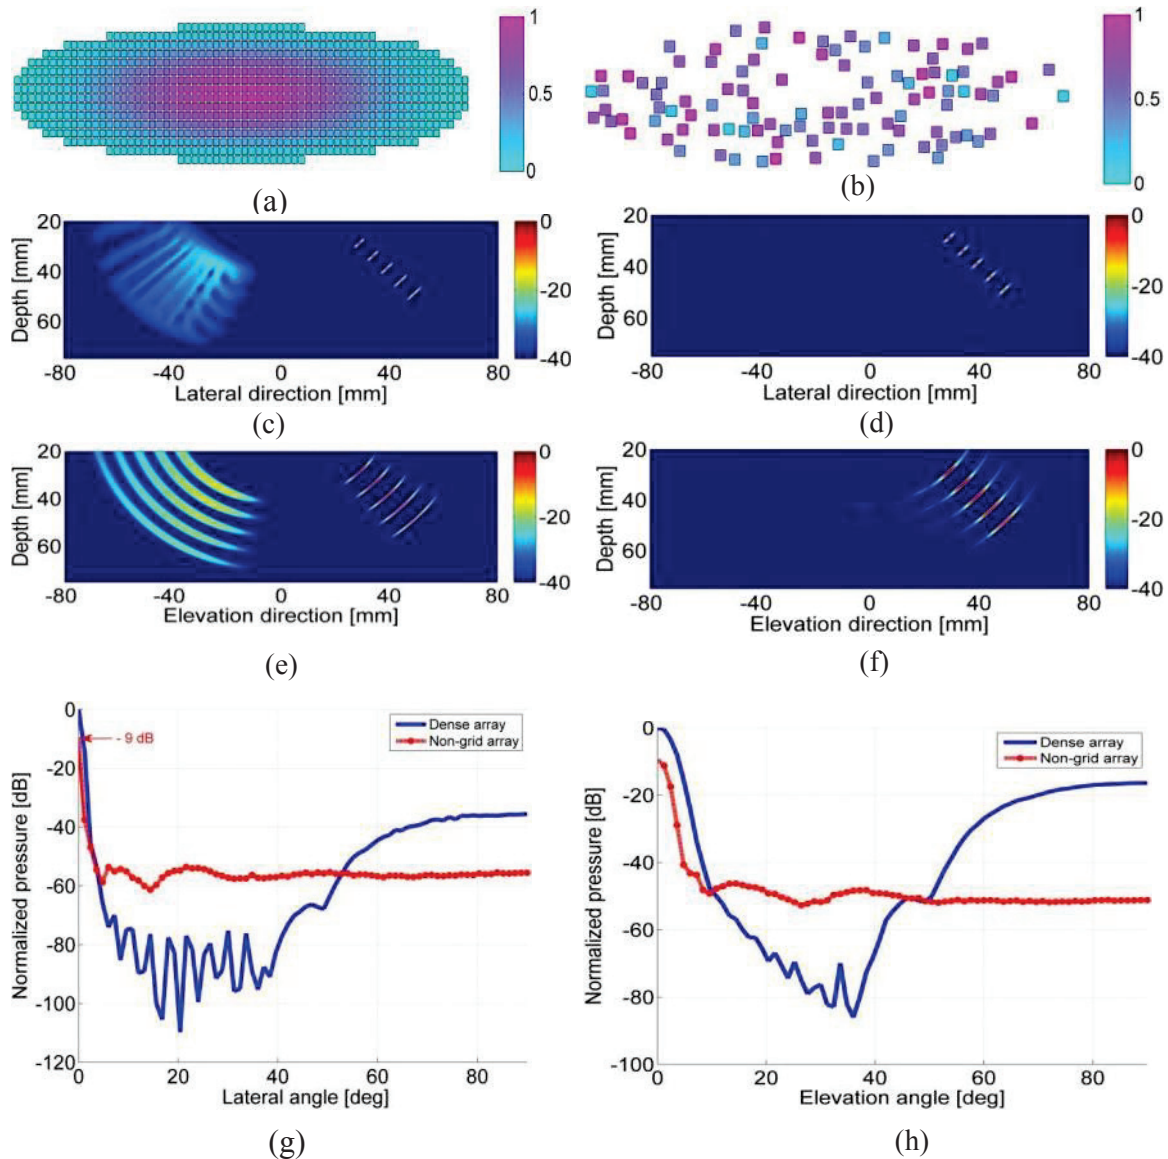 1
0.5
0
(a)
1
0.5
0
(b)
20
40
60
Depth [mm]
-80
-40
0
40
80
Lateral direction [mm]
0
-20
-40
(c)
20
40
60
Depth [mm]
-80
-40
0
40
80
Lateral direction [mm]
0
-20
-40
(d)
20
40
60
Depth [mm]
-80
-40
0
40
80
Elevation direction [mm]
0
-20
-40
(e)
20
40
60
Depth [mm]
-80
-40
0
40
80
Elevation direction [mm]
0
-20
-40
(f)
0
-20
-40
-60
-80
-100
-120
Normalized pressure [dB]
- 9 dB
Dense array
Non-grid array
0
20
40
60
80
Lateral angle [deg]
(g)
0
-20
-40
-60
-80
-100
Normalized pressure [dB]
Dense array
Non-grid array
0
20
40
60
80
Elevation angle [deg]
(h)